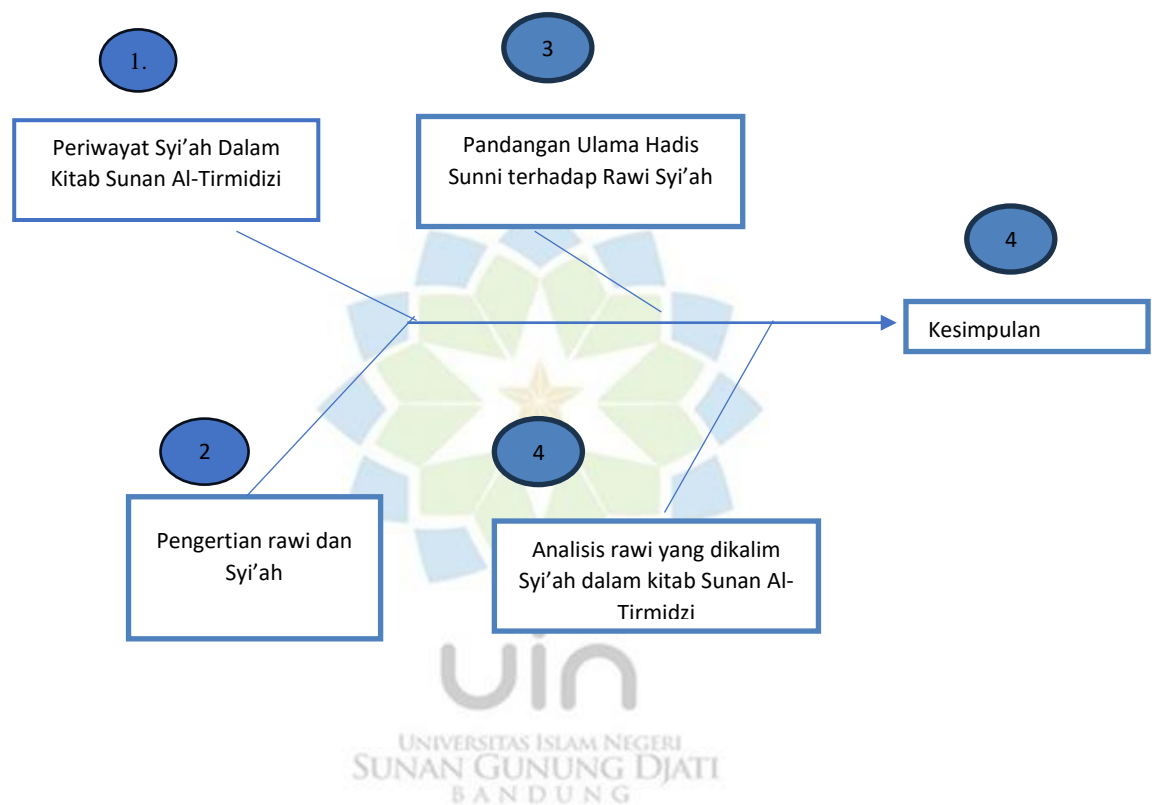 1.
Periwayat Syi’ah Dalam
Kitab Sunan Al-Tirmidizi
3
Pandangan Ulama Hadis
Sunni terhadap Rawi Syi’ah
4
Kesimpulan
2
Pengertian rawi dan
Syi’ah
4
Analisis rawi yang dikalim
Syi’ah dalam kitab Sunan Al-
Tirmidzi
uin
UNIVERSITAS ISLAM NEGERI
SUNAN GUNUNG DJATI
BANDUNG